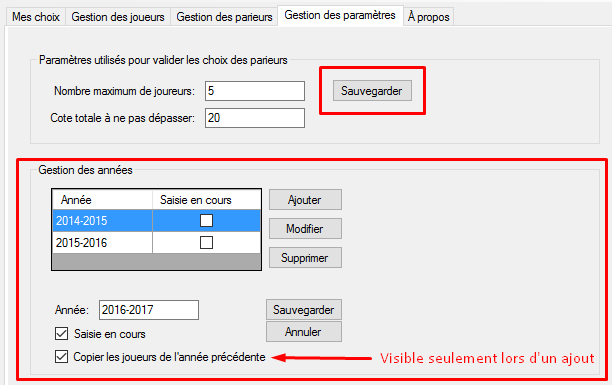 Mes choix
Gestion des joueurs
Gestion des parieurs
Gestion des paramètres
À propos
Paramètres utilisés pour valider les choix des parieurs
Nombre maximum de joureurs: 5
Sauvegarder
Cote totale à ne pas dépasser: 20
Gestion des années
Année Saisie en cours
2014-2015
2015-2016
Ajouter
Modifier
Supprimer
Année: 2016-2017
Sauvegarder
Saisie en cours
Annuler
Copier les joueurs de l'année précédente
Visible seulement lors d'un ajout